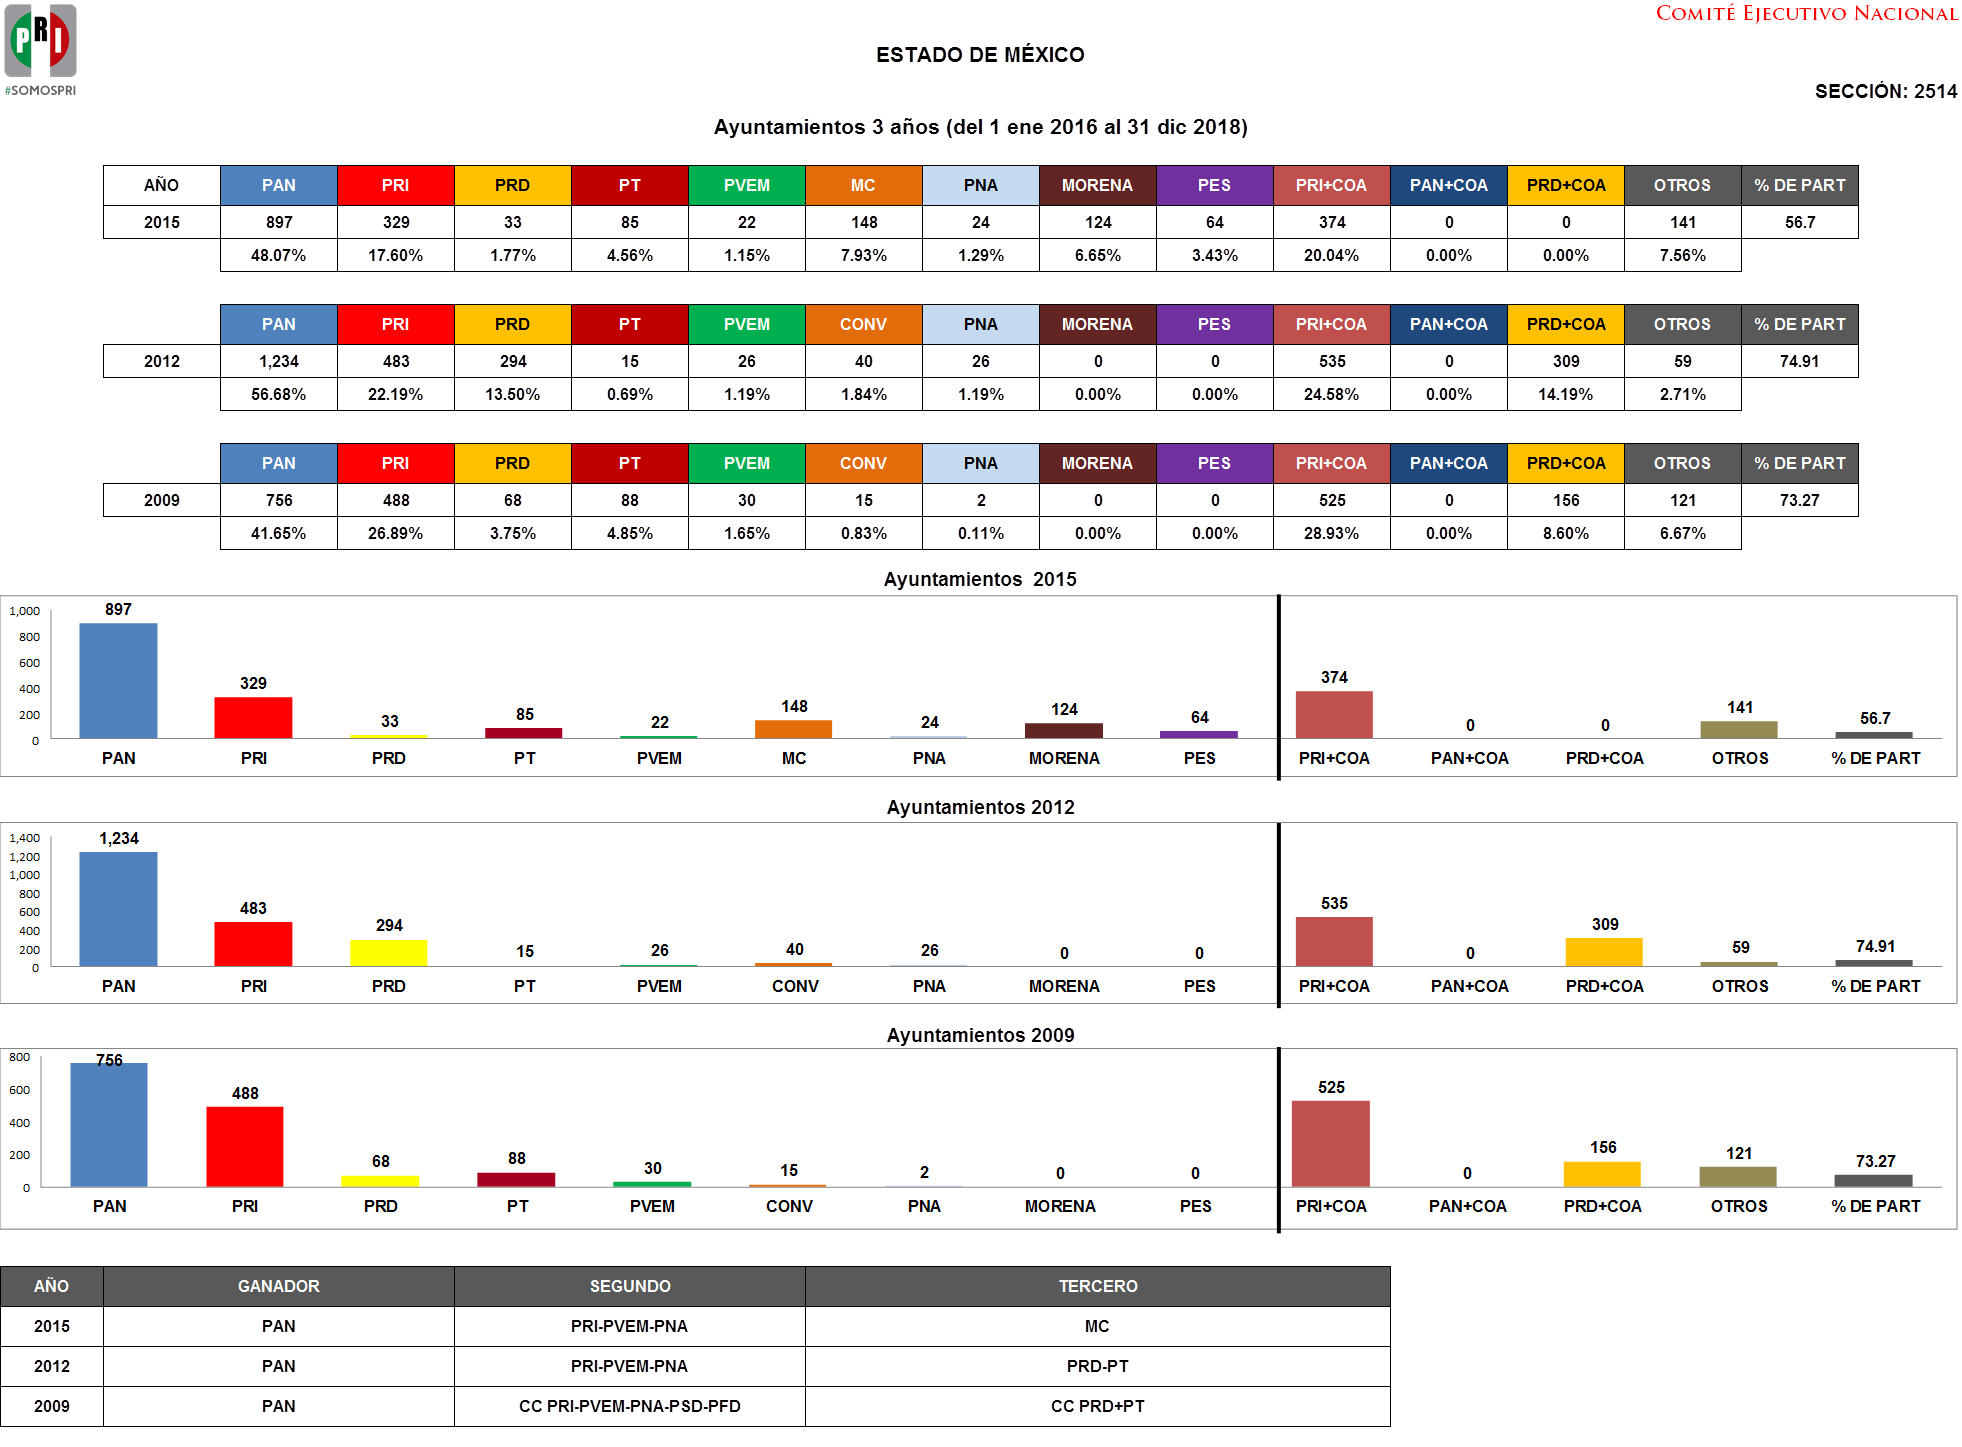 PRI
#SOMOSPRI
COMITÉ EJECUTIVO NACIONAL
ESTADO DE MÉXICO
SECCIÓN: 2514
Ayuntamientos 3 años (del 1 ene 2016 al 31 dic 2018)
AÑO PAN PRI PRD PT PVEM MC PNA MORENA PES PRI+COA PAN+COA PRD+COA OTROS % DE PART
2015 897 329 33 85 22 148 24 124 64 374 0 0 141 56.7
48.07% 17.60% 1.77% 4.56% 1.15% 7.93% 1.29% 6.65% 3.43% 20.04% 0.00% 0.00% 7.56%
PAN PRI PRD PT PVEM CONV PNA MORENA PES PRI+COA PAN+COA PRD+COA OTROS % DE PART
2012 1,234 483 294 15 26 40 26 0 0 535 0 309 59 74.91
56.68% 22.19% 13.50% 0.69% 1.19% 1.84% 1.19% 0.00% 0.00% 24.58% 0.00% 14.19% 2.71%
PAN PRI PRD PT PVEM CONV PNA MORENA PES PRI+COA PAN+COA PRD+COA OTROS % DE PART
2009 756 488 68 88 30 15 2 0 0 525 0 156 121 73.27
41.65% 26.89% 3.75% 4.85% 1.65% 0.83% 0.11% 0.00% 0.00% 28.93% 0.00% 8.60% 6.67%
Ayuntamientos 2015
1,000
800
600
400
200
0
897 329 33 85 22 148 24 124 64 374 0 0 141 56.7
PAN PRI PRD PT PVEM MC PNA MORENA PES PRI+COA PAN+COA PRD+COA OTROS % DE PART
Ayuntamientos 2012
1,400
1,200
1,000
800
600
400
200
0
1,234 483 294 15 26 40 26 0 0 535 0 309 59 74.91
PAN PRI PRD PT PVEM CONV PNA MORENA PES PRI+COA PAN+COA PRD+COA OTROS % DE PART
Ayuntamientos 2009
800
600
400
200
0
756 488 68 88 30 15 2 0 0 525 0 156 121 73.27
PAN PRI PRD PT PVEM CONV PNA MORENA PES PRI+COA PAN+COA PRD+COA OTROS % DE PART
AÑO GANADOR SEGUNDO TERCERO
2015 PAN PRI-PVEM-PNA MC
2012 PAN PRI-PVEM-PNA PRD-PT
2009 PAN CC PRI-PVEM-PNA-PSD-PFD CC PRD+PT